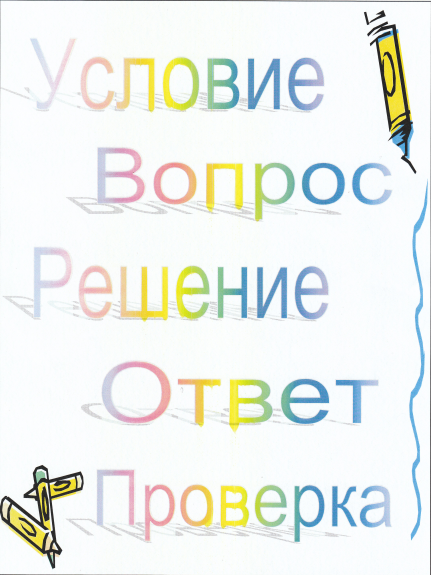 Условие
Вопрос
Решение
Ответ
Проверка